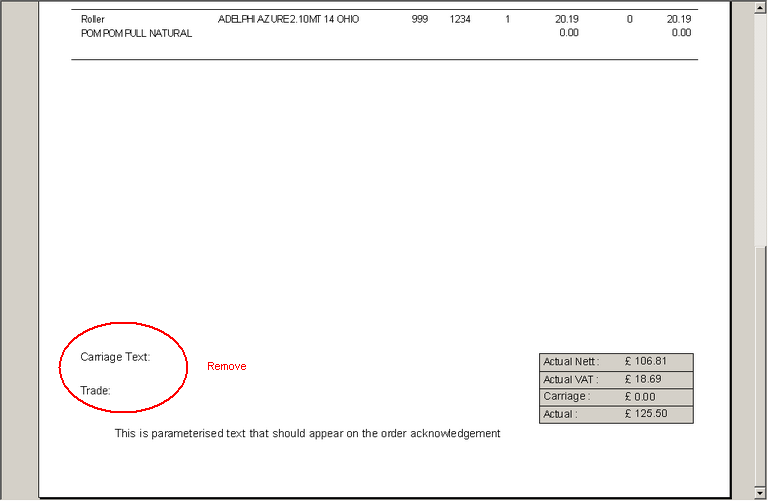 Roller ADELPHI AZURE 2.10MT 14 OHIO 999 1234 1 20.19 0 20.19
POM POM PULL NATURAL 0.00 0.00
Carriage Text:
Remove
Trade:
Actual Nett : £ 106.81
Actual VAT : £ 18.69
Carriage : £ 0.00
Actual : £ 125.50
This is parameterised text that should appear on the order acknowledgement